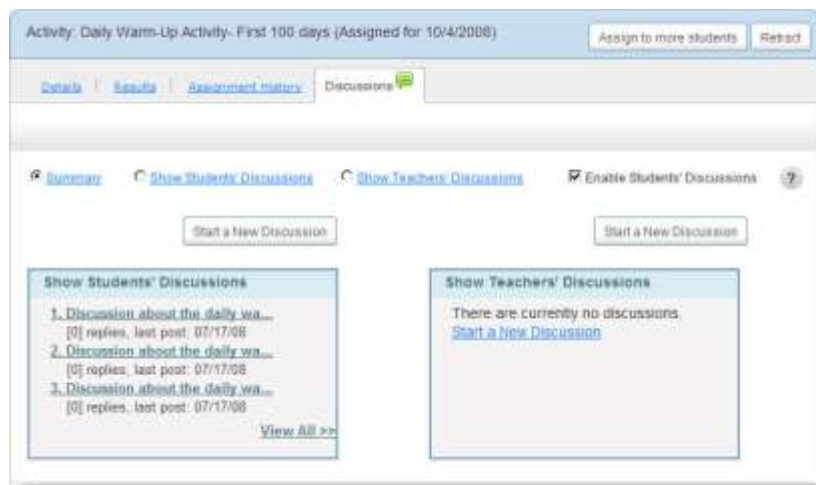 Activity: Daily Warm-Up Activity- First 100 days (Assigned for 10/4/2008)
Assign to more students
Retract
Details | Results | Assignment History
Discussions
Summary
Show Students' Discussions
Show Teachers' Discussions
Enable Students' Discussions
?
Start a New Discussion
Start a New Discussion
Show Students' Discussions
1. Discussion about the daily wa...
[0] replies, last post: 07/17/08
2. Discussion about the daily wa...
[0] replies, last post: 07/17/08
3. Discussion about the daily wa...
[0] replies, last post: 07/17/08
View All >>
Show Teachers' Discussions
There are currently no discussions.
Start a New Discussion